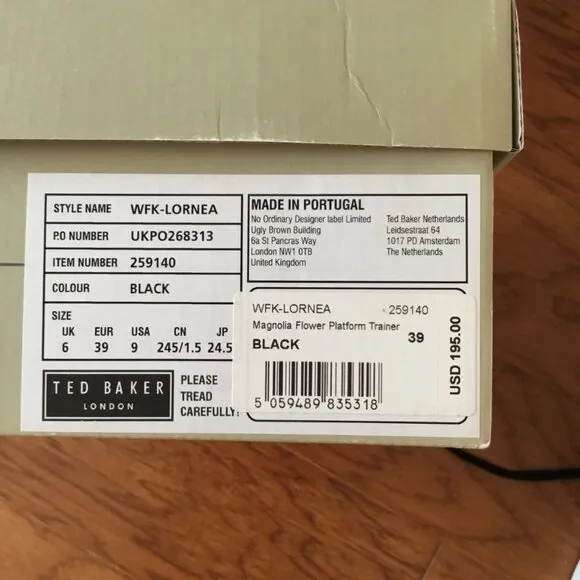 STYLE NAME WFK-LORNEA
P.O NUMBER UKPO268313
ITEM NUMBER 259140
COLOUR BLACK
SIZE
UK EUR USA CN JP
6 39 9 245/1.5 24.5
TED BAKER
LONDON
PLEASE
TREAD
CAREFULLY!
MADE IN PORTUGAL
No Ordinary Designer label Limited
Ugly Brown Building
6a St Pancras Way
London NW1 0TB
United Kingdom
Ted Baker Netherlands
Leidsestraat 64
1017 PD Amsterdam
The Netherlands
WFK-LORNEA 259140
Magnolia Flower Platform Trainer
BLACK 39
5 059489 835318
USD 195.00